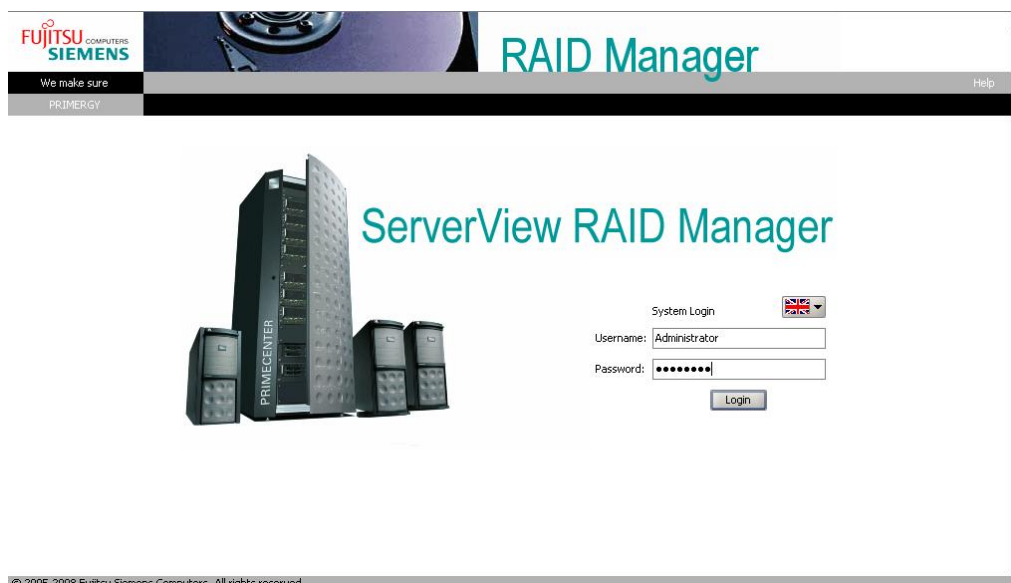 FUJITSU COMPUTERS
SIEMENS
RAID Manager
We make sure
Help
PRIMERGY
ServerView RAID Manager
PRIMECENTER
System Login
Username: Administrator
Password: ●●●●●●●●
Login
© 2005-2008 Fujitsu Siemens Computers. All rights reserved.